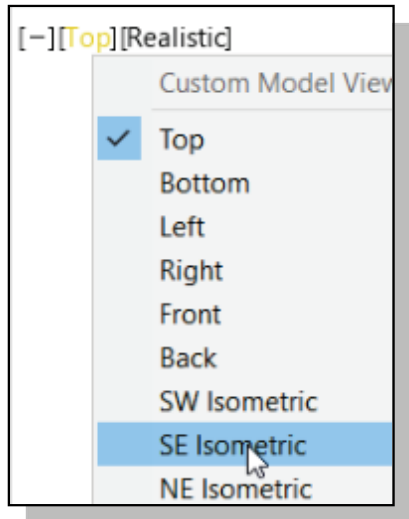 [−][Top][Realistic]
Custom Model View
Top
Bottom
Left
Right
Front
Back
SW Isometric
SE Isometric
NE Isometric